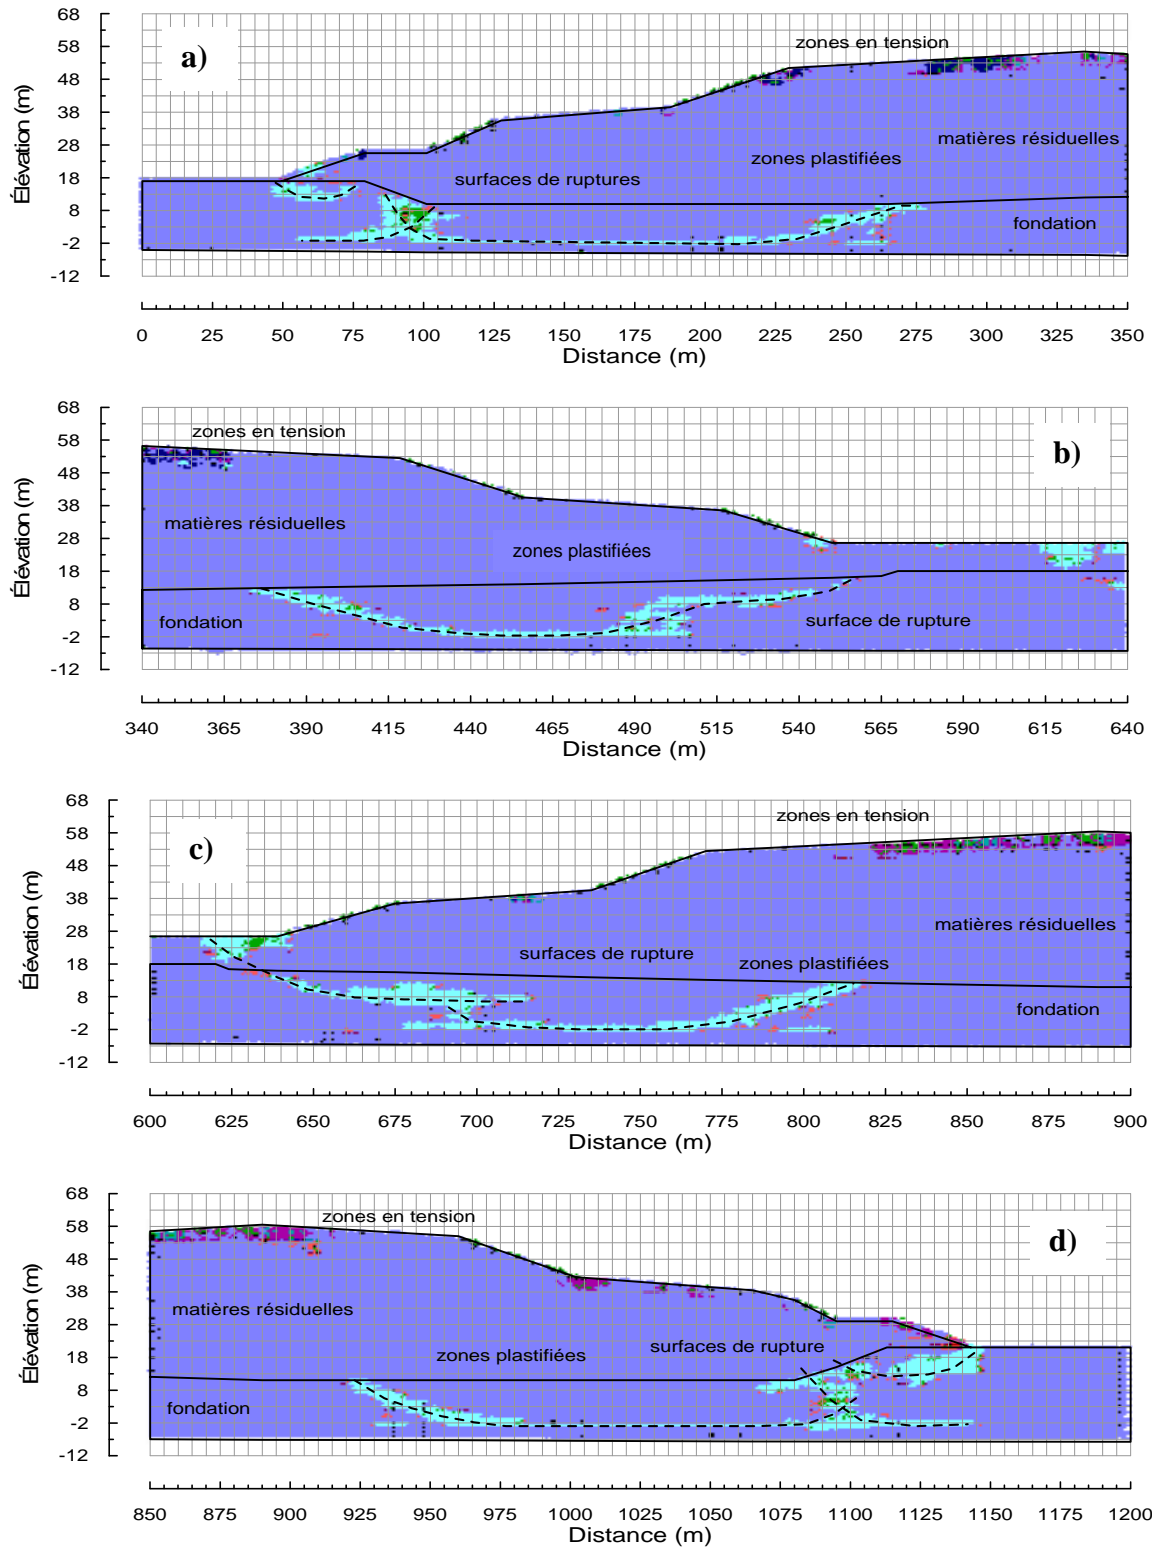 68
58
48
38
28
18
8
-2
-12
Élévation (m)
a)
zones en tension
matières résiduelles
zones plastifiées
surfaces de ruptures
fondation
0 25 50 75 100 125 150 175 200 225 250 275 300 325 350
Distance (m)
68
58
48
38
28
18
8
-2
-12
Élévation (m)
zones en tension
b)
matières résiduelles
zones plastifiées
fondation
surface de rupture
340 365 390 415 440 465 490 515 540 565 590 615 640
Distance (m)
68
58
48
38
28
18
8
-2
-12
Élévation (m)
zones en tension
c)
matières résiduelles
surfaces de rupture
zones plastifiées
fondation
600 625 650 675 700 725 750 775 800 825 850 875 900
Distance (m)
68
58
48
38
28
18
8
-2
-12
Élévation (m)
zones en tension
d)
matières résiduelles
surfaces de rupture
zones plastifiées
fondation
850 875 900 925 950 975 1000 1025 1050 1075 1100 1125 1150 1175 1200
Distance (m)